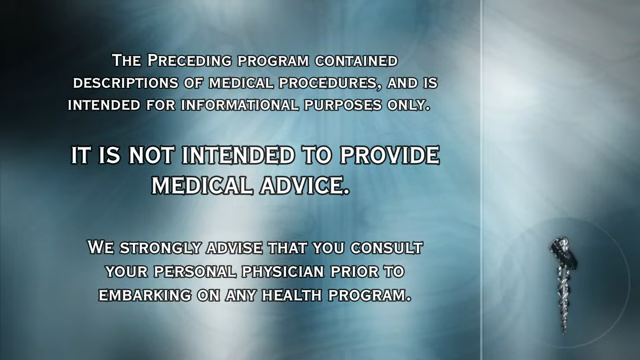 The Preceding program contained
descriptions of medical procedures, and is
intended for informational purposes only.
IT IS NOT INTENDED TO PROVIDE
MEDICAL ADVICE.
We strongly advise that you consult
your personal physician prior to
embarking on any health program.